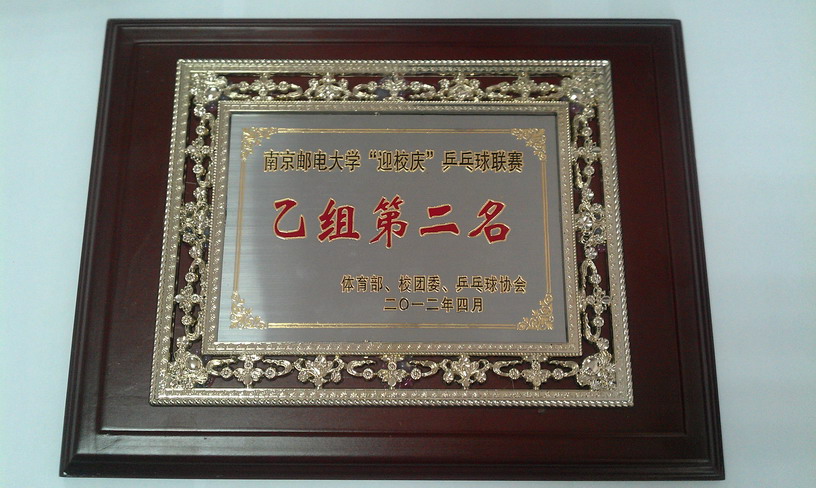 南京邮电大学“迎校庆”乒乓球联赛
乙组第二名
体育部、校团委、乒乓球协会
二〇一二年四月